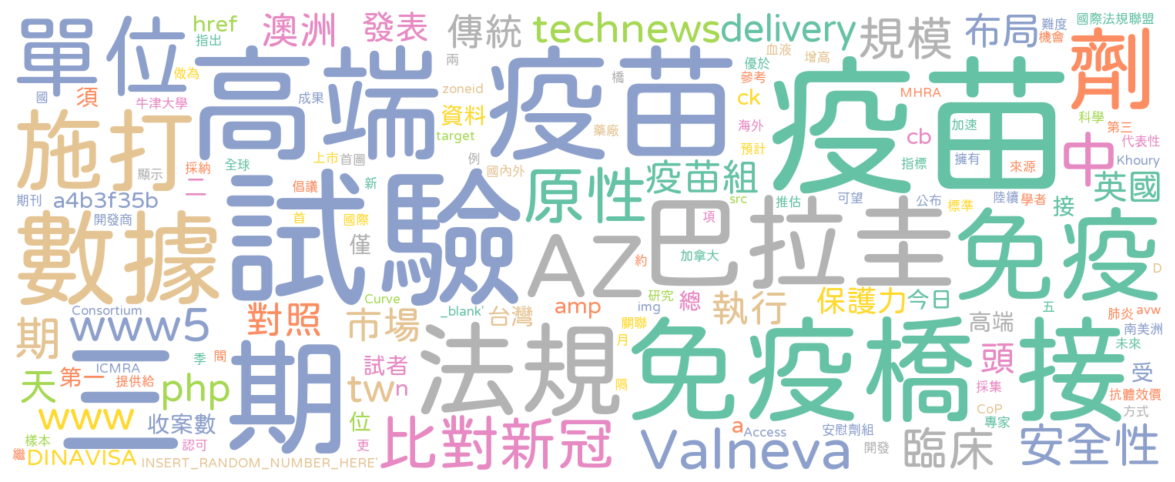 單位
href
指出
澳洲
發表
傳統
technews
delivery
規模
布局
難度
國際法規聯盟
機會
劑
國
做為
須
牛津大學
成果
高端
兩
zoneid
橋
疫苗
血液
增高
優於
參考
疫苗
MHRA
加速
科學
第三
資料
target
藥廠
ck
海外
預計
cb
指標
中
代表性
Khoury
施打
顯示
採納
全球
上市
首圖
例
國內外
擁有
來源
英國
期刊
a4b3f35b
二
倡議
新
原性
疫苗組
src
推估
可望
公布
標準
陸續
學者
接
開發商
首
國際
試驗
僅
項
數據
AZ
巴拉圭
免疫
約
加拿大
D
Consortium
www5
Curve
_blank'
台灣
amp
img
研究
總
執行
保護力
今日
五
肺炎
avw
對照
市場
期
三
季
閱
關聯
月
高端
南美洲
未來
ICMRA
天
第一
提供給
php
期
試者
tw
n
法規
隔
免疫橋接
頭
採集
受
抗體效價
www
收案數
位
CoP
專家
方式
樣本
一
認可
更
比對新冠
a
Access
安慰劑組
繼
DINAVISA
INSERT_RANDOM_NUMBER_HERE'
Valneva
開發
臨床
安全性